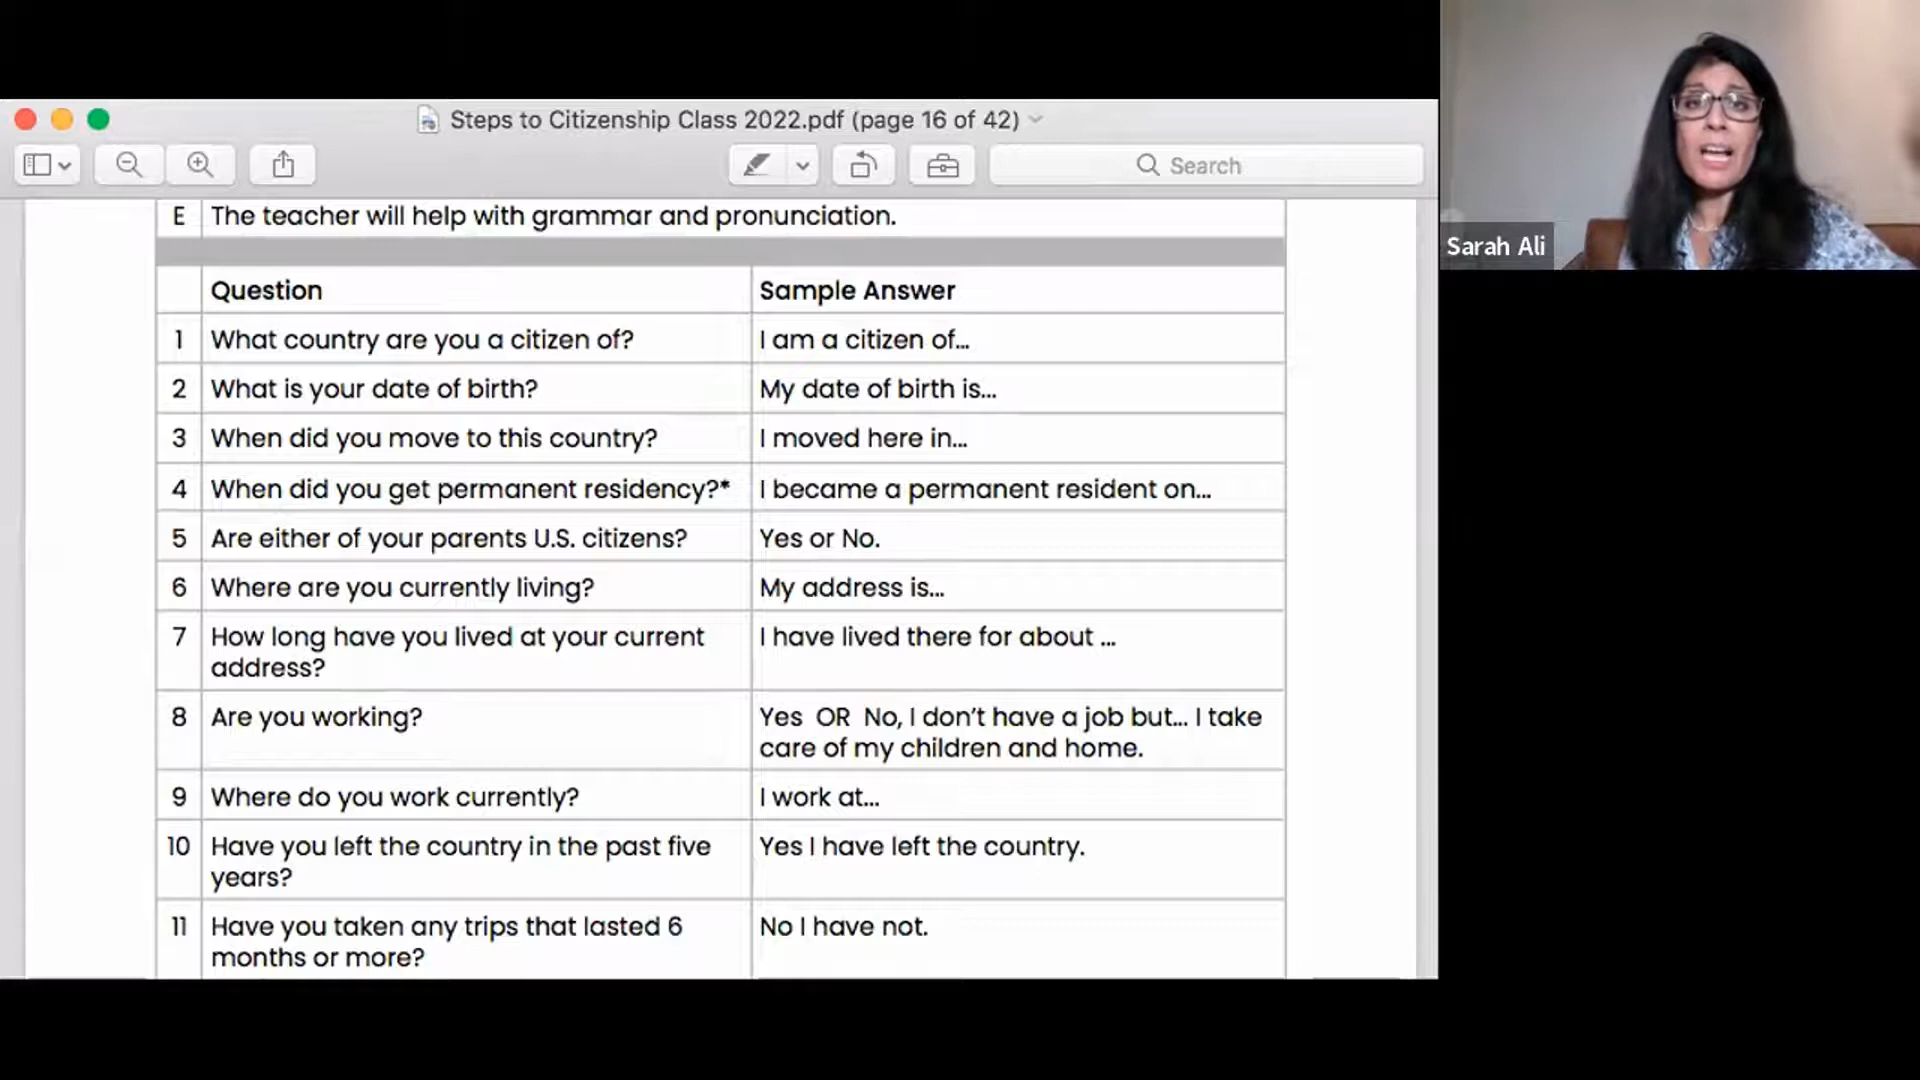 Steps to Citizenship Class 2022.pdf (page 16 of 42)
Search
Sarah Ali
E The teacher will help with grammar and pronunciation.
Question Sample Answer
1 What country are you a citizen of? I am a citizen of...
2 What is your date of birth? My date of birth is...
3 When did you move to this country? I moved here in...
4 When did you get permanent residency?* I became a permanent resident on...
5 Are either of your parents U.S. citizens? Yes or No.
6 Where are you currently living? My address is...
7 How long have you lived at your current I have lived there for about ...
address?
8 Are you working? Yes OR No, I don't have a job but... I take
care of my children and home.
9 Where do you work currently? I work at...
10 Have you left the country in the past five Yes I have left the country.
years?
11 Have you taken any trips that lasted 6 No I have not.
months or more?